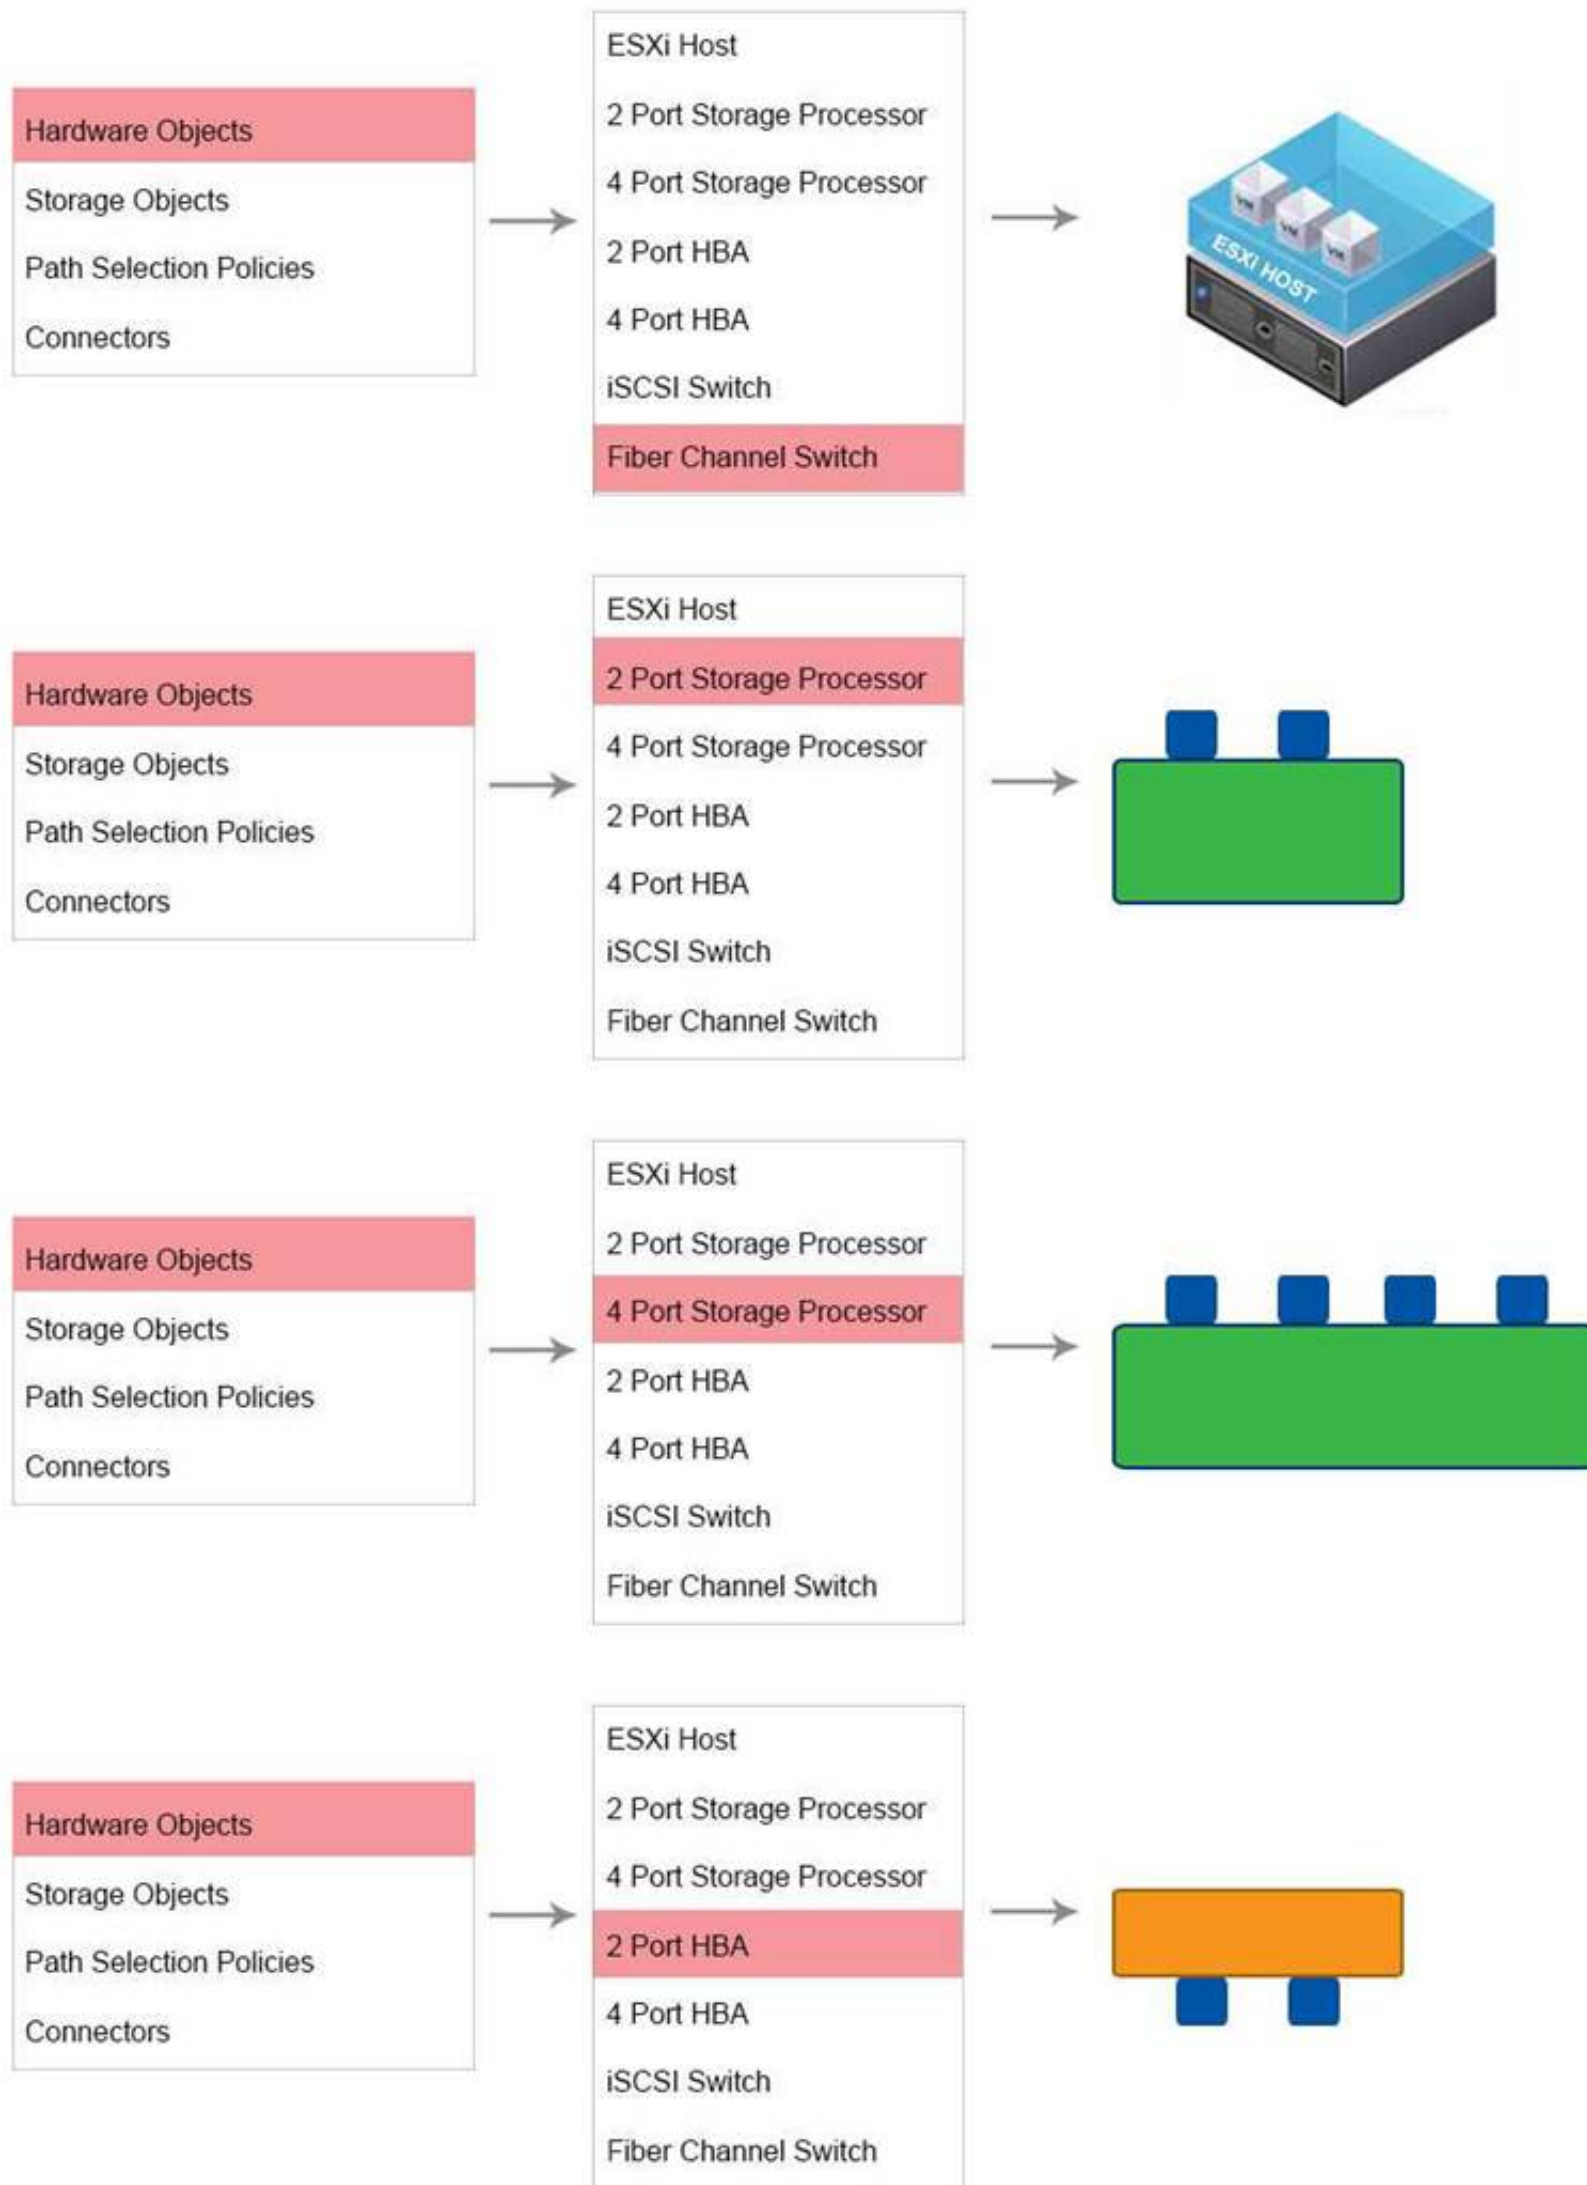 Hardware Objects
Storage Objects
Path Selection Policies
Connectors
ESXi Host
2 Port Storage Processor
4 Port Storage Processor
2 Port HBA
4 Port HBA
iSCSI Switch
Fiber Channel Switch
VM
VM
VM
ESXI HOST
Hardware Objects
Storage Objects
Path Selection Policies
Connectors
ESXi Host
2 Port Storage Processor
4 Port Storage Processor
2 Port HBA
4 Port HBA
iSCSI Switch
Fiber Channel Switch
Hardware Objects
Storage Objects
Path Selection Policies
Connectors
ESXi Host
2 Port Storage Processor
4 Port Storage Processor
2 Port HBA
4 Port HBA
iSCSI Switch
Fiber Channel Switch
Hardware Objects
Storage Objects
Path Selection Policies
Connectors
ESXi Host
2 Port Storage Processor
4 Port Storage Processor
2 Port HBA
4 Port HBA
iSCSI Switch
Fiber Channel Switch